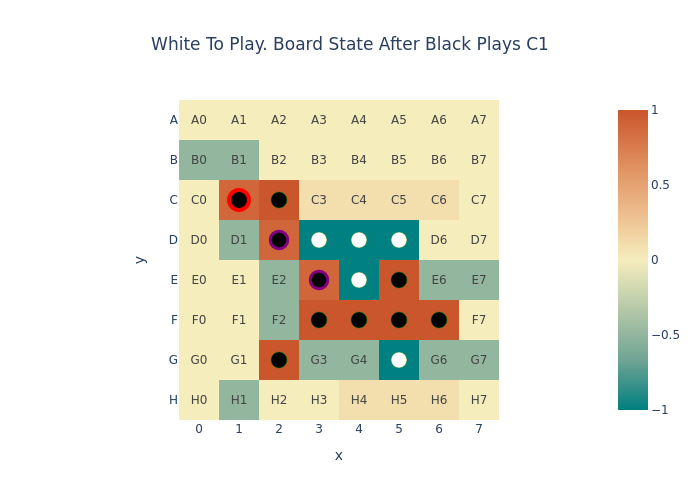 White To Play. Board State After Black Plays C1
A A0 A1 A2 A3 A4 A5 A6 A7
B B0 B1 B2 B3 B4 B5 B6 B7
C C0 C3 C4 C5 C6 C7
D D0 D1 D6 D7
E E0 E1 E2 E6 E7
F F0 F1 F2 F7
G G0 G1 G3 G4 G6 G7
H H0 H1 H2 H3 H4 H5 H6 H7
0 1 2 3 4 5 6 7
x
y
1
0.5
0
−0.5
−1